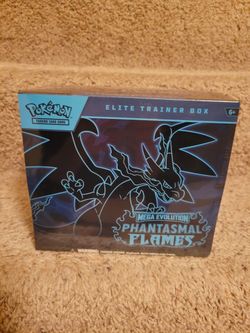 POKÉMON
TRADING CARD GAME
ELITE TRAINER BOX
6+
MEGA EVOLUTION
PHANTASMAL
FLAMES